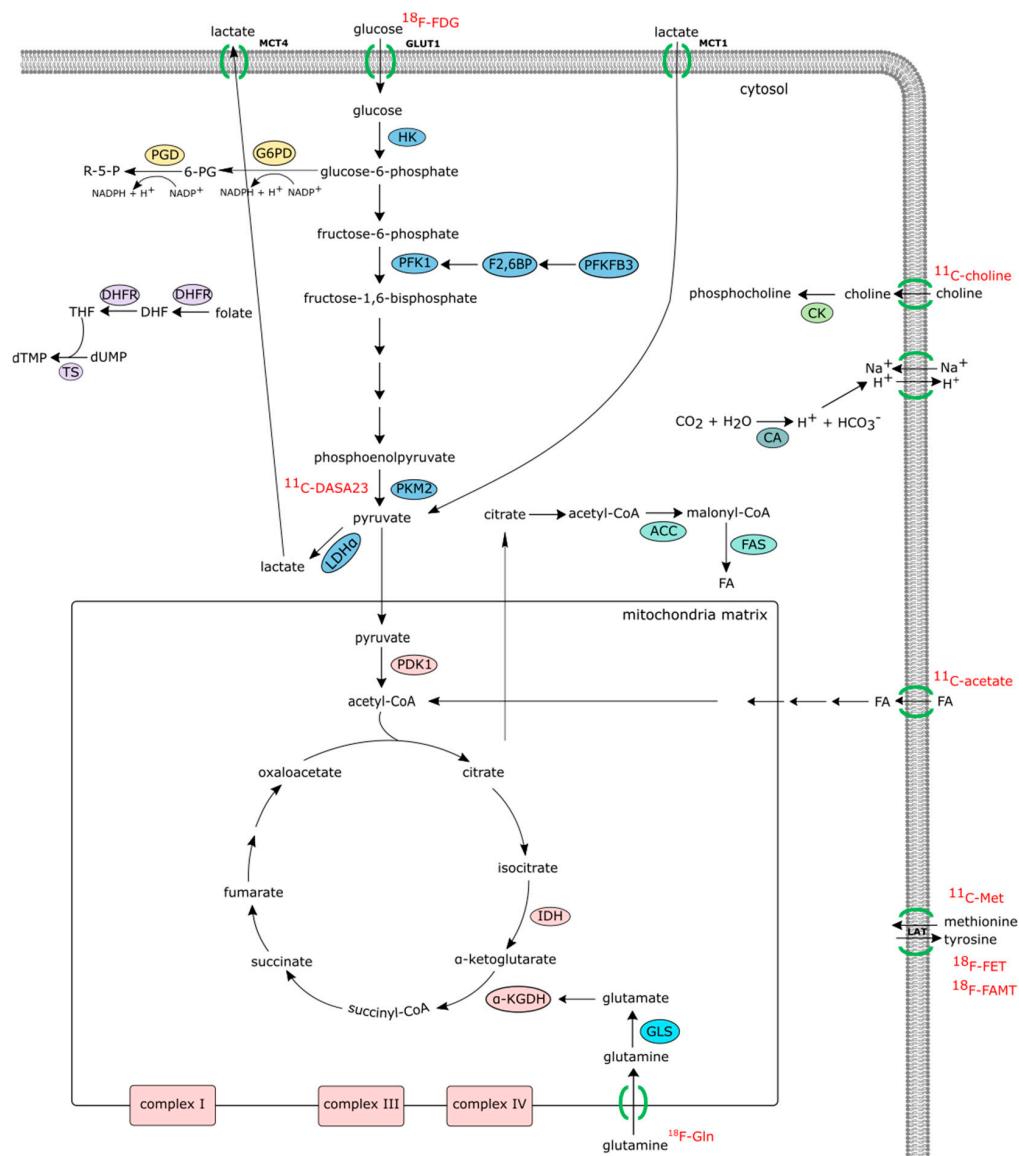 ¹⁸F-FDG
lactate
MCT4
glucose
GLUT1
lactate
MCT1
cytosol
glucose
HK
PGD
G6PD
R-5-P
6-PG
glucose-6-phosphate
NADPH + H⁺
NADP⁺
NADPH + H⁺
NADP⁺
fructose-6-phosphate
PFK1
F2,6BP
PFKFB3
fructose-1,6-bisphosphate
DHFR
DHFR
THF
DHF
folate
dTMP
dUMP
TS
¹¹C-choline
phosphocholine
choline
choline
CK
Na⁺
Na⁺
H⁺
H⁺
CO₂ + H₂O
H⁺ + HCO₃⁻
CA
phosphoenolpyruvate
¹¹C-DASA23
PKM2
pyruvate
LDHα
lactate
citrate
acetyl-CoA
malonyl-CoA
ACC
FAS
FA
mitochondria matrix
pyruvate
PDK1
acetyl-CoA
¹¹C-acetate
FA
FA
oxaloacetate
citrate
isocitrate
fumarate
IDH
¹¹C-Met
methionine
LAT
tyrosine
¹⁸F-FET
¹⁸F-FAMT
α-ketoglutarate
succinate
succinyl-CoA
α-KGDH
glutamate
GLS
glutamine
complex I
complex III
complex IV
glutamine
¹⁸F-Gln